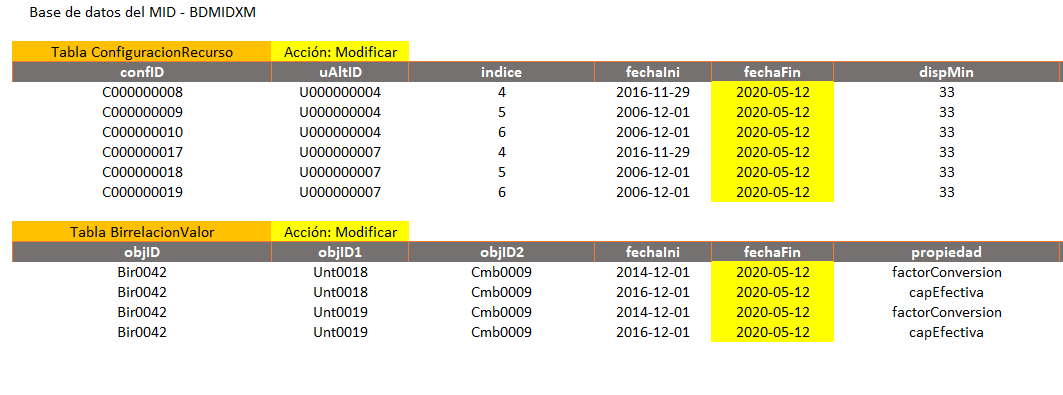 Base de datos del MID - BDMIDXM
Tabla ConfiguracionRecurso Acción: Modificar
confID uAltID indice fechaIni fechaFin dispMin
C000000008 U000000004 4 2016-11-29 2020-05-12 33
C000000009 U000000004 5 2006-12-01 2020-05-12 33
C000000010 U000000004 6 2006-12-01 2020-05-12 33
C000000017 U000000007 4 2016-11-29 2020-05-12 33
C000000018 U000000007 5 2006-12-01 2020-05-12 33
C000000019 U000000007 6 2006-12-01 2020-05-12 33
Tabla BirrelacionValor Acción: Modificar
objID objID1 objID2 fechaIni fechaFin propiedad
Bir0042 Unt0018 Cmb0009 2014-12-01 2020-05-12 factorConversion
Bir0042 Unt0018 Cmb0009 2016-12-01 2020-05-12 capEfectiva
Bir0042 Unt0019 Cmb0009 2014-12-01 2020-05-12 factorConversion
Bir0042 Unt0019 Cmb0009 2016-12-01 2020-05-12 capEfectiva